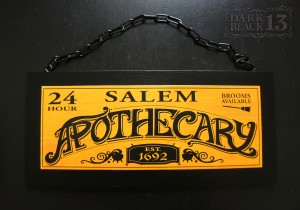 DARK
BLACK 13
24
HOUR
SALEM
BROOMS
AVAILABLE
APOTHECARY
EST.
1692